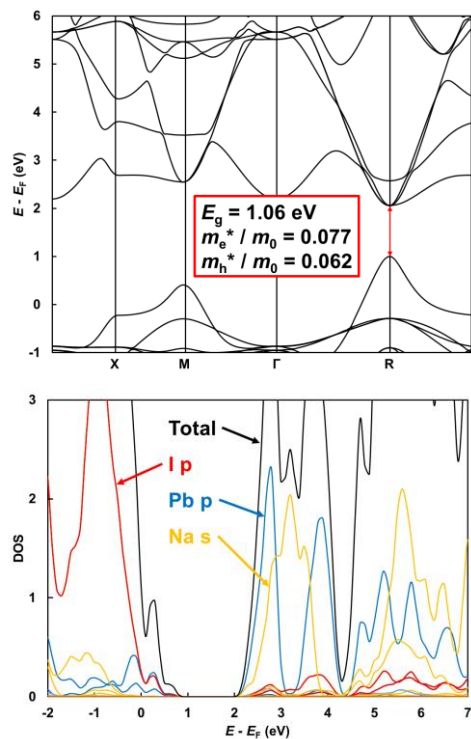 6
5
4
3
2
1
0
-1
E - E_F (eV)
E_g = 1.06 eV
m_e* / m_0 = 0.077
m_h* / m_0 = 0.062
X M Γ R
3
2
1
0
DOS
Total
I p
Pb p
Na s
-2 -1 0 1 2 3 4 5 6 7
E - E_F (eV)